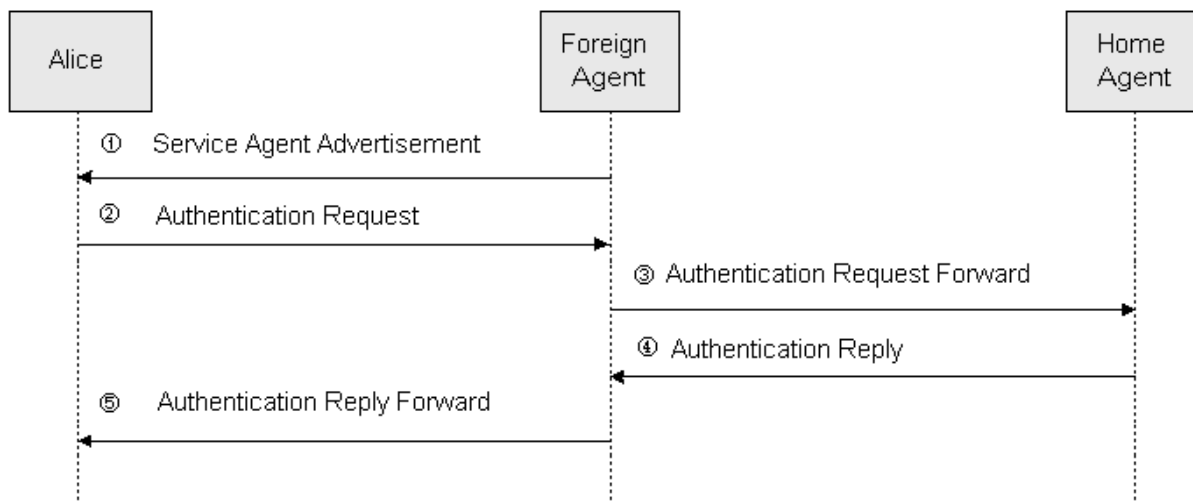 Alice
Foreign
Agent
Home
Agent
① Service Agent Advertisement
② Authentication Request
③ Authentication Request Forward
④ Authentication Reply
⑤ Authentication Reply Forward